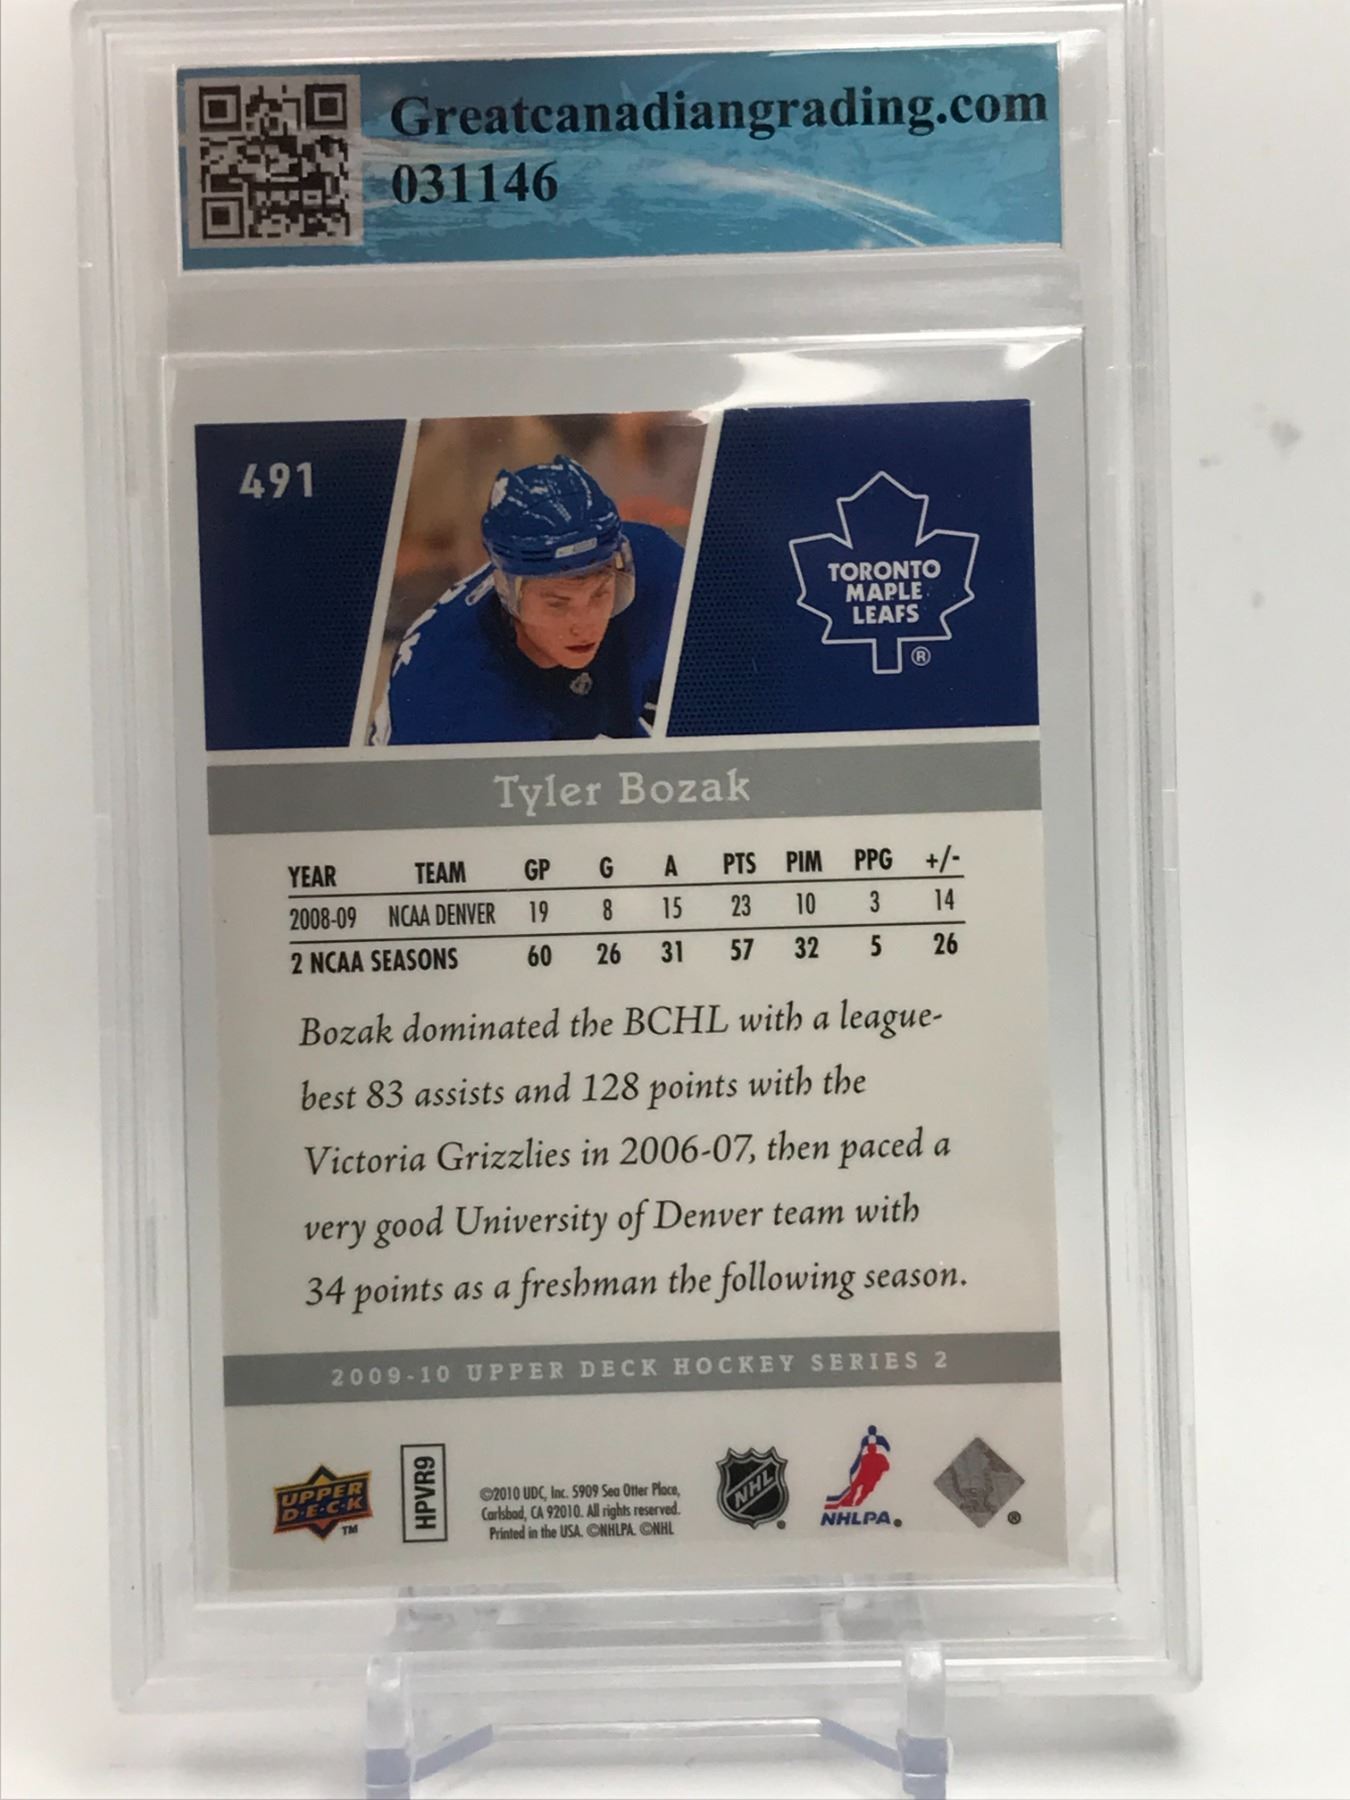 Greatcanadiangrading.com
031146
491
TORONTO
MAPLE
LEAFS
®
Tyler Bozak
YEAR TEAM GP G A PTS PIM PPG +/-
2008-09 NCAA DENVER 19 8 15 23 10 3 14
2 NCAA SEASONS 60 26 31 57 32 5 26
Bozak dominated the BCHL with a league-
best 83 assists and 128 points with the
Victoria Grizzlies in 2006-07, then paced a
very good University of Denver team with
34 points as a freshman the following season.
2009-10 UPPER DECK HOCKEY SERIES 2
UPPER
D·E·C·K
TM
HPVR9
©2010 UDC, Inc. 5909 Sea Otter Place,
Carlsbad, CA 92010. All rights reserved.
Printed in the USA. ©NHLPA. ©NHL
NHL
NHLPA.
®